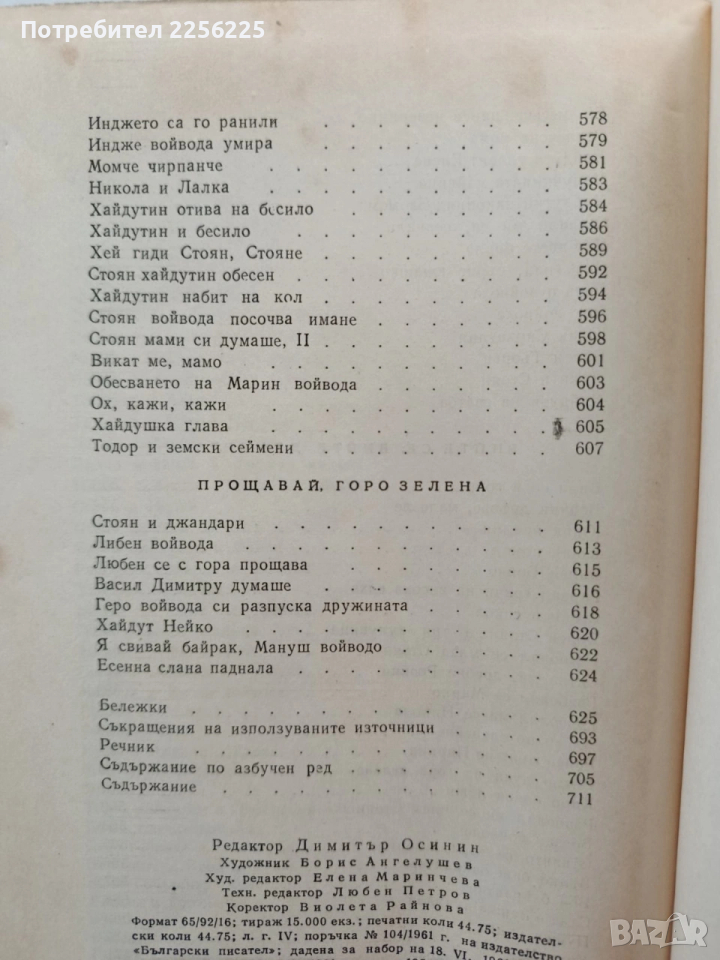 Потребител 2256225
Инджето са го ранили . . . . . . . . . 578
Индже войвода умира . . . . . . . . . 579
Момче чирпанче . . . . . . . . . . . 581
Никола и Лалка . . . . . . . . . . . 583
Хайдутин отива на бесило . . . . . . . . 584
Хайдутин и бесило . . . . . . . . . . 586
Хей гиди Стоян, Стояне . . . . . . . . 589
Стоян хайдутин обесен . . . . . . . . . 592
Хайдутин набит на кол . . . . . . . . 594
Стоян войвода посочва имане . . . . . . . 596
Стоян мами си думаше, II . . . . . . . . 598
Викат ме, мамо . . . . . . . . . . . 601
Обесването на Марин войвода . . . . . . . 603
Ох, кажи, кажи . . . . . . . . . . . 604
Хайдушка глава . . . . . . . . . . . 605
Тодор и земски сеймени . . . . . . . . 607
ПРОЩАВАЙ, ГОРО ЗЕЛЕНА
Стоян и джандари . . . . . . . . . . 611
Либен войвода . . . . . . . . . . . 613
Любен се с гора прощава . . . . . . . . 615
Васил Димитру думаше . . . . . . . . . 616
Геро войвода си разпуска дружината . . . . . 618
Хайдут Нейко . . . . . . . . . . . 620
Я свивай байрак, Мануш войводо . . . . . . 622
Есенна слана паднала . . . . . . . . . 624
Бележки . . . . . . . . . . . . . 625
Съкращения на използуваните източници . . . . 693
Речник . . . . . . . . . . . . . 697
Съдържание по азбучен ред . . . . . . . . 705
Съдържание . . . . . . . . . . . . 711
Редактор Димитър Осинин
Художник Борис Ангелушев
Худ. редактор Елена Маринчева
Техн. редактор Любен Петров
Коректор Виолета Райнова
Формат 65/92/16; тираж 15.000 екз.; печатни коли 44.75; издател-
ски коли 44.75; л. г. IV; поръчка № 104/1961 г. на издателство
«Български писател»; дадена за набор на 18. VI.
BAZAR